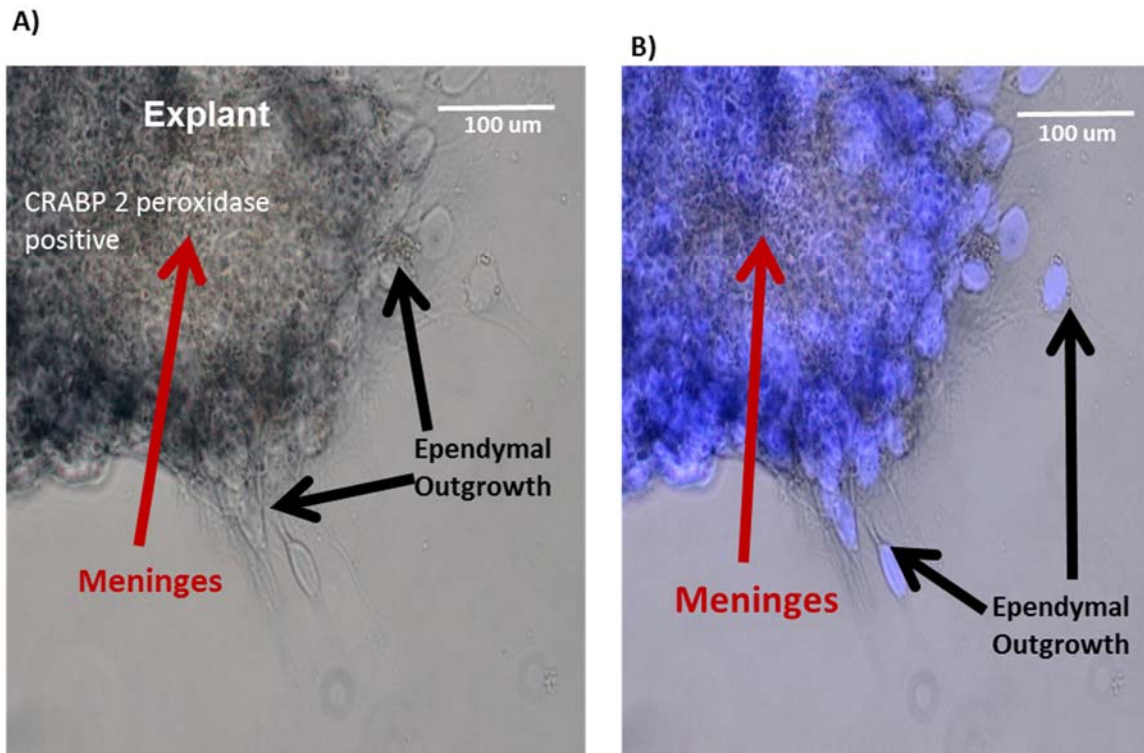 A)
Explant
100 um
CRABP 2 peroxidase
positive
Ependymal
Outgrowth
Meninges
B)
100 um
Meninges
Ependymal
Outgrowth